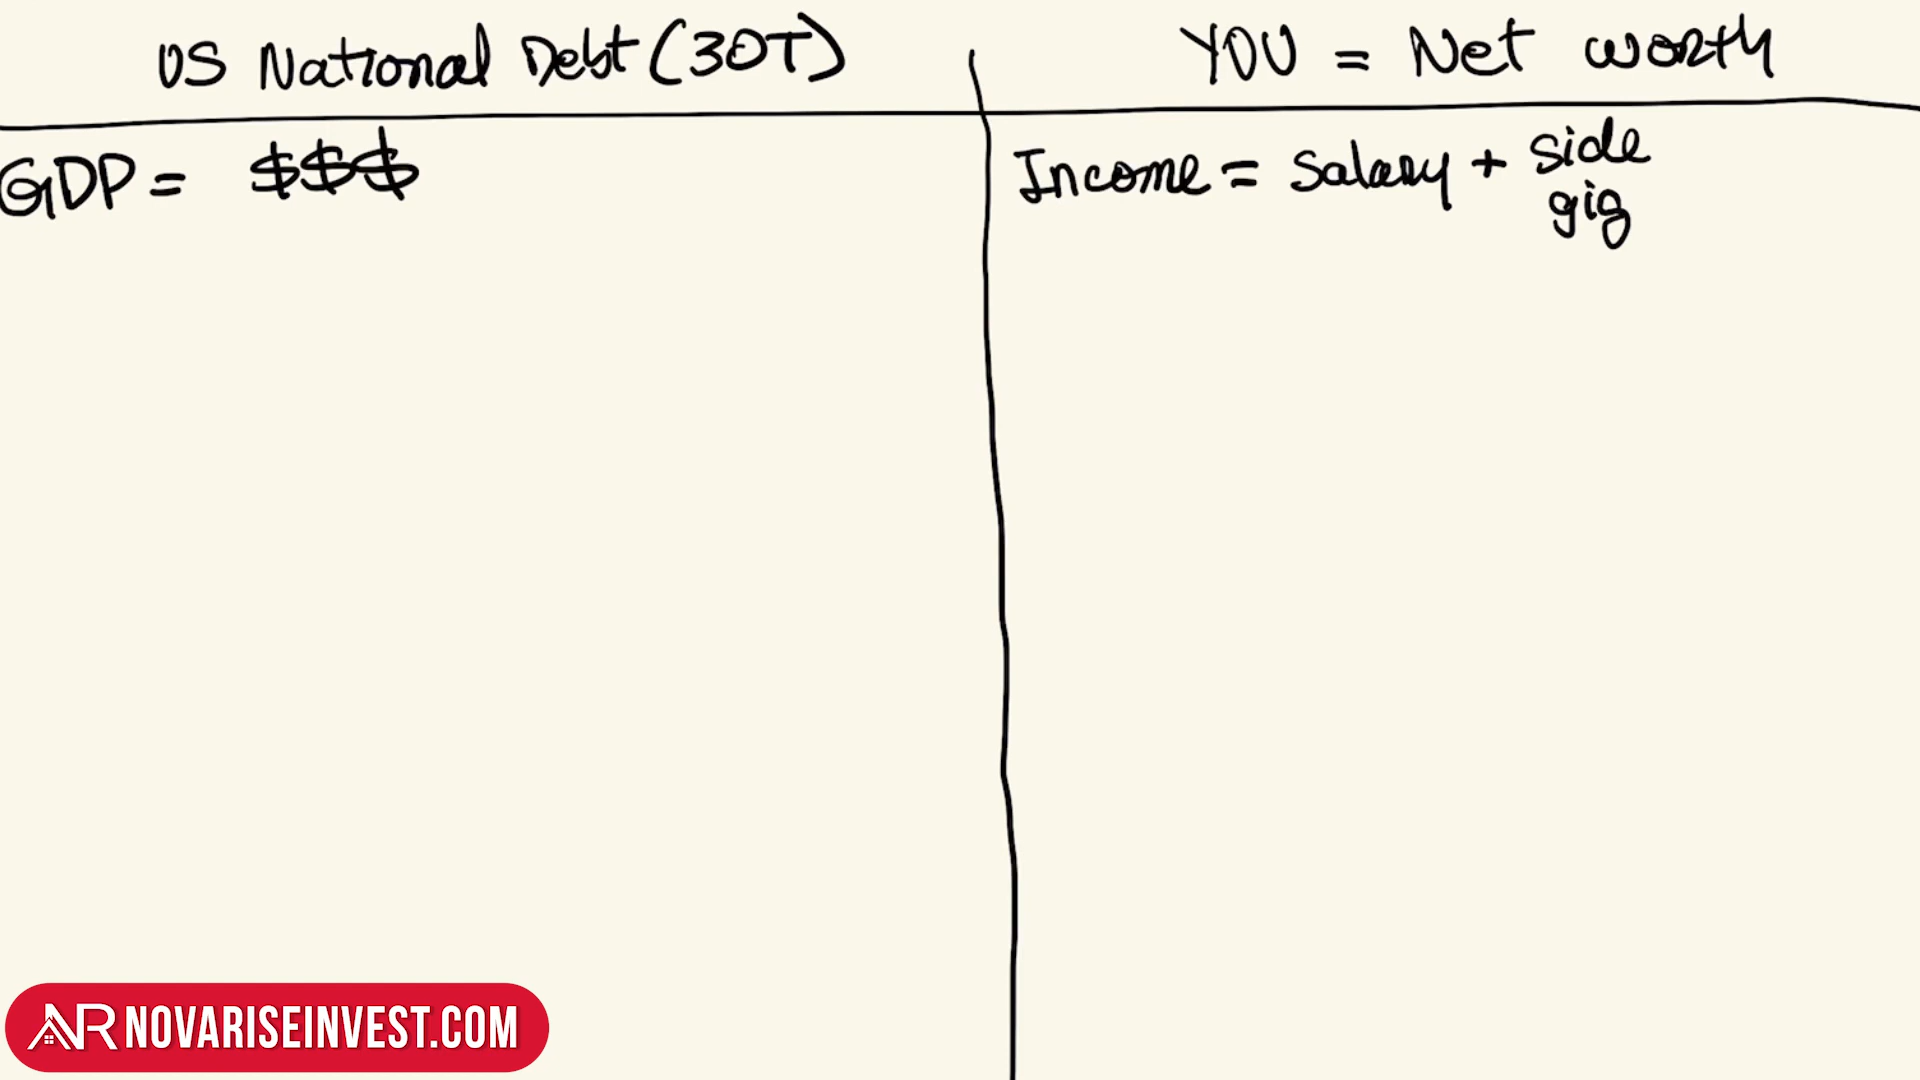 US National Debt (30T)
YOU = Net worth
GDP = $$$
Income = Salary + side
gig
NOVARISEINVEST.COM